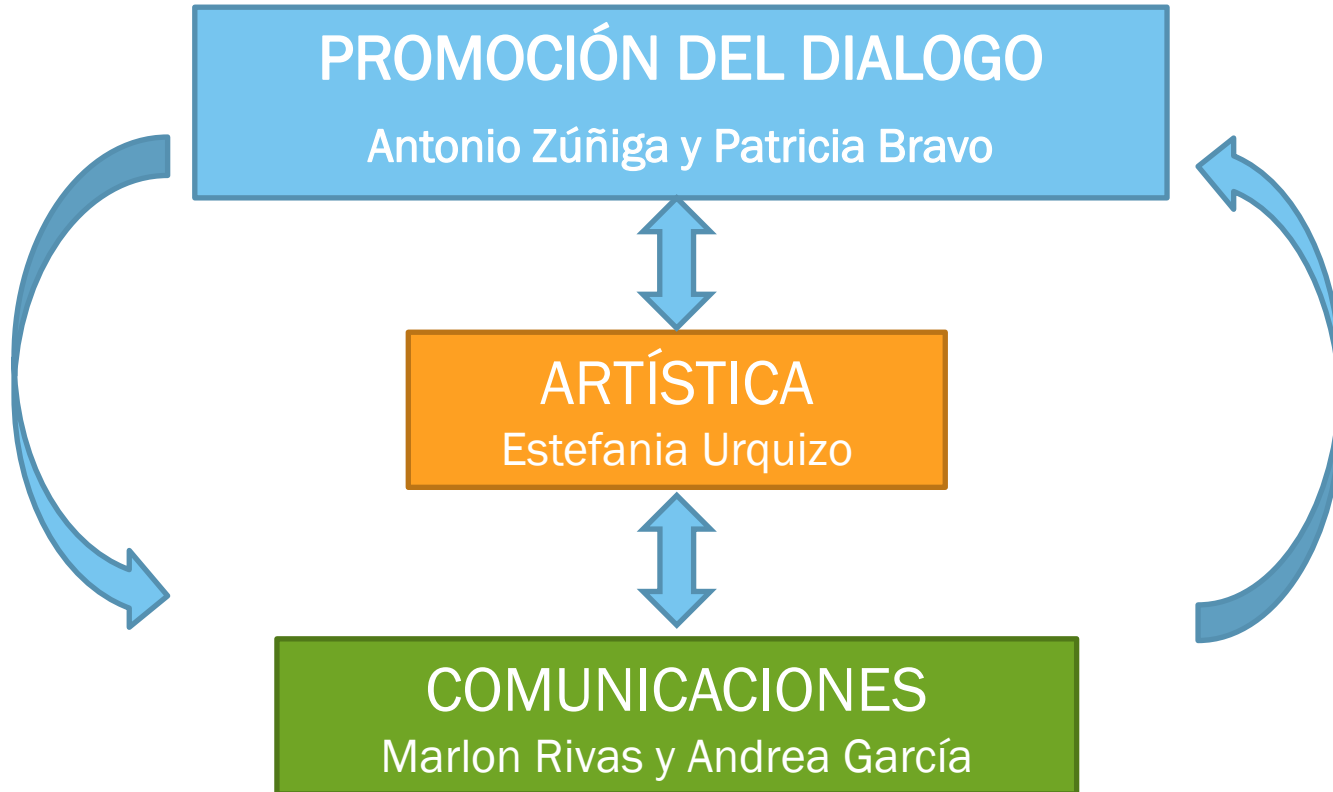 PROMOCIÓN DEL DIALOGO
Antonio Zúñiga y Patricia Bravo
ARTÍSTICA
Estefania Urquizo
COMUNICACIONES
Marlon Rivas y Andrea García